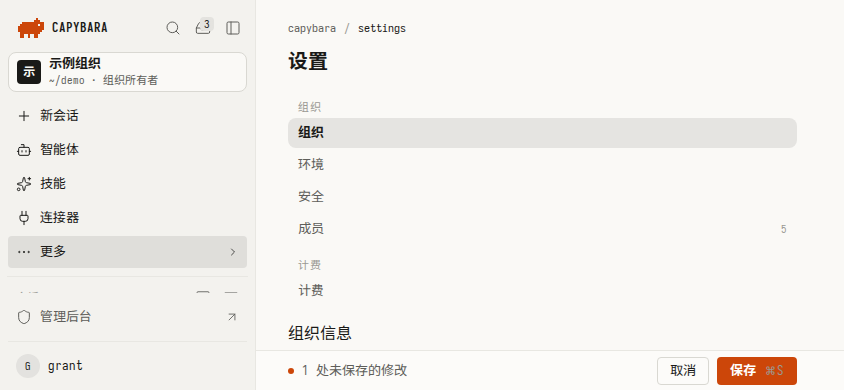 CAPYBARA
3
示
示例组织
~/demo · 组织所有者
新会话
智能体
技能
连接器
更多
管理后台
G
grant
capybara / settings
设置
组织
组织
环境
安全
成员
5
计费
计费
组织信息
1 处未保存的修改
取消
保存 ⌘S